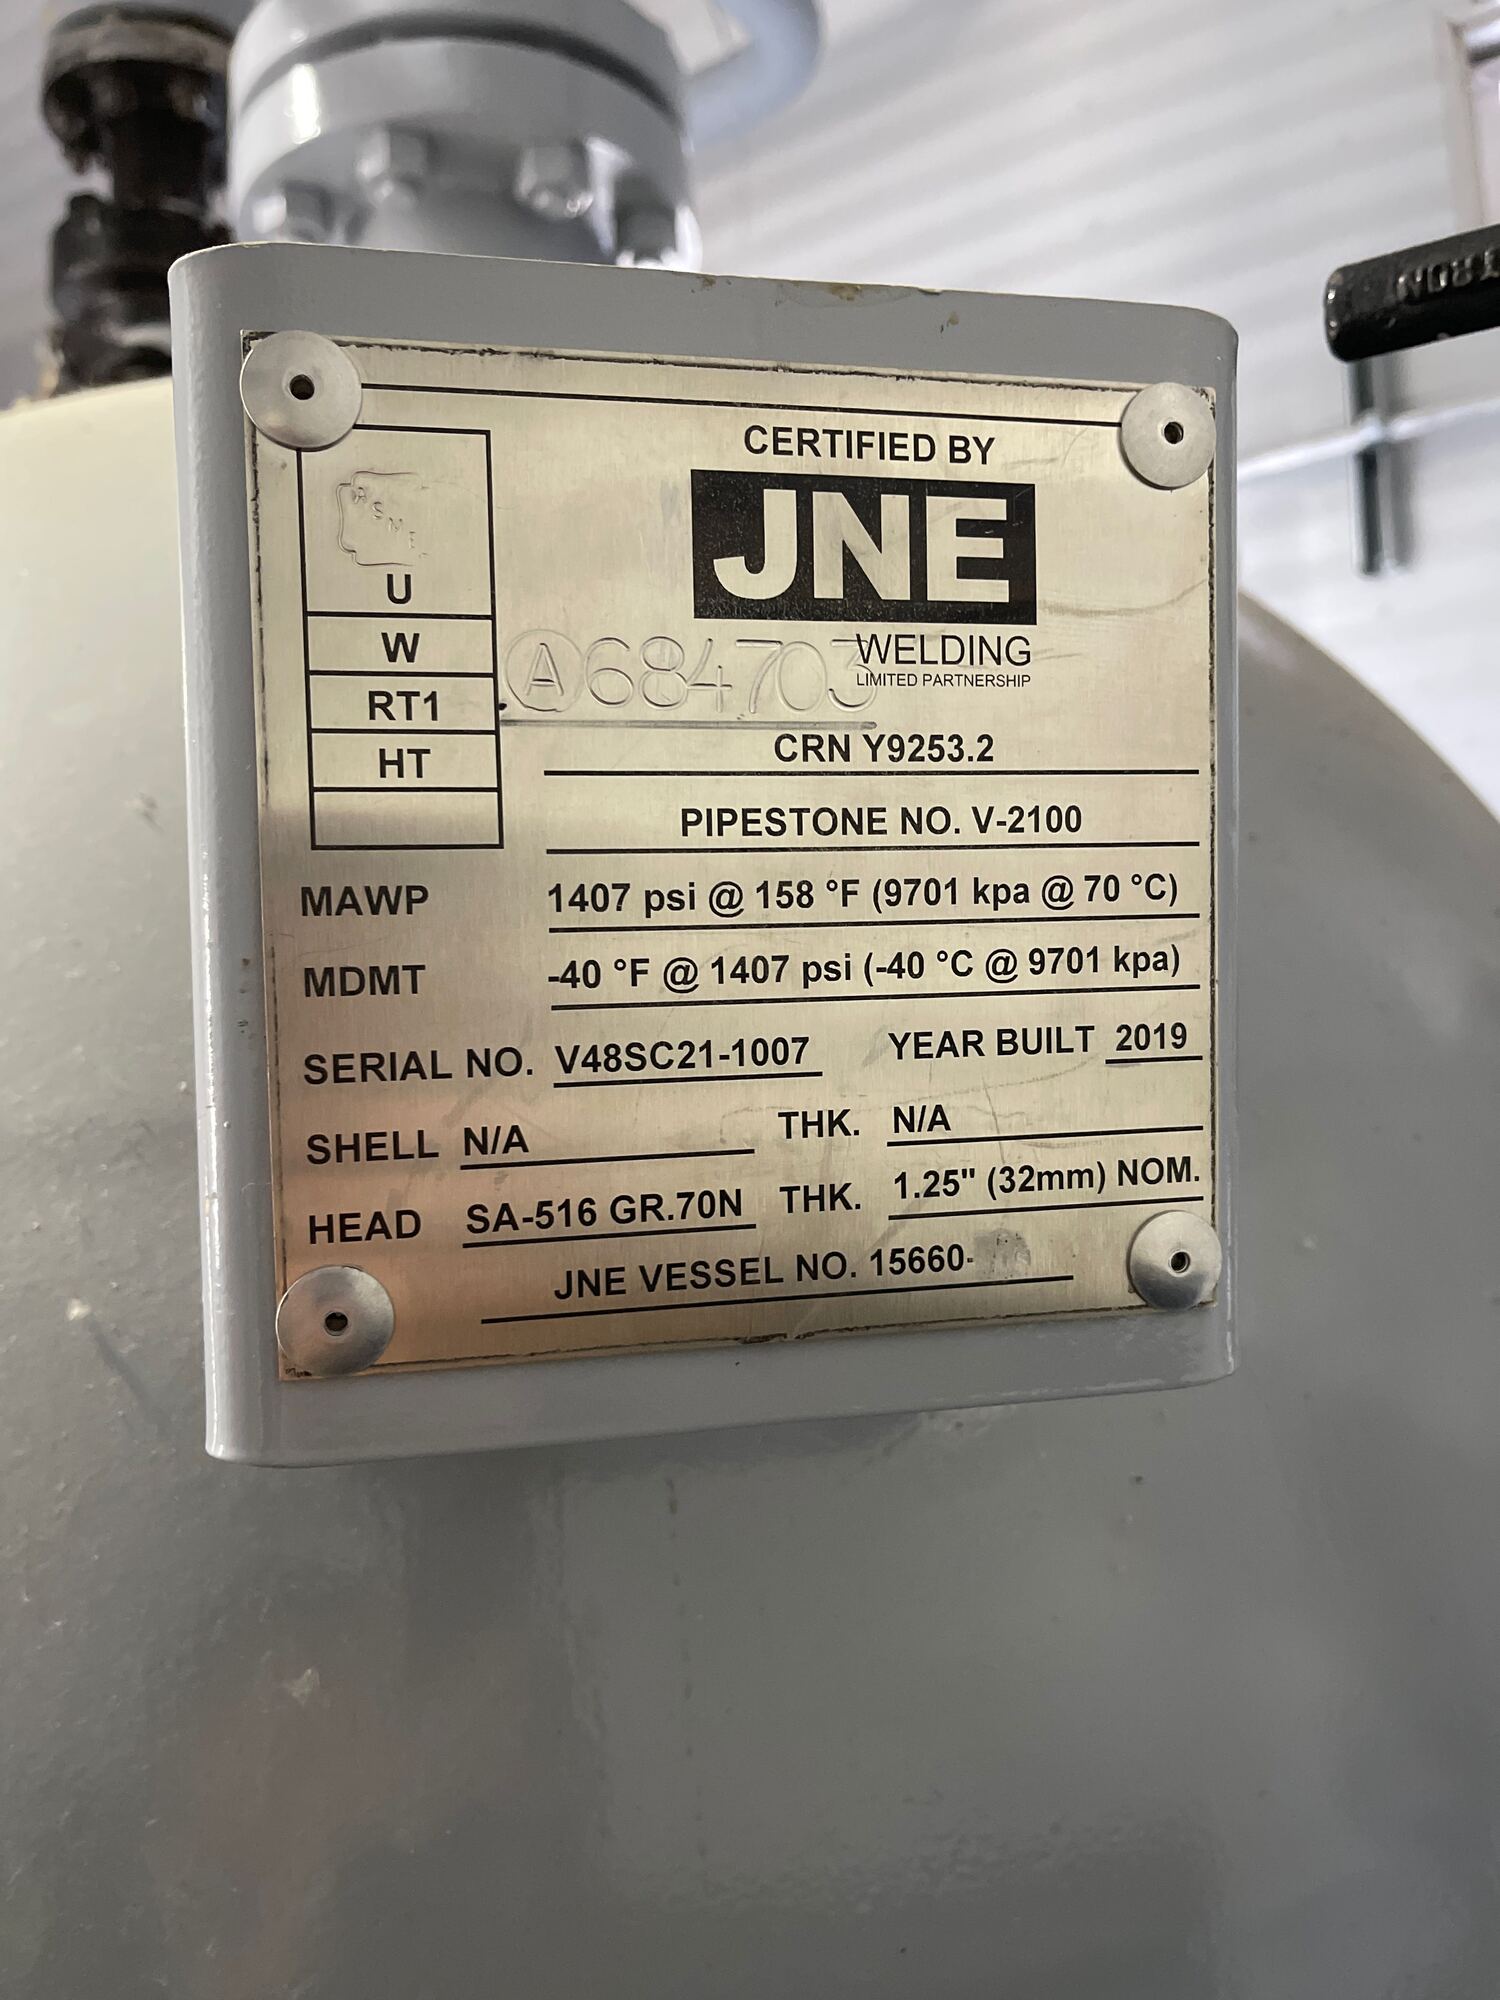 CERTIFIED BY
JNE
WELDING
LIMITED PARTNERSHIP
ASME
U
W
RT1
HT
A684703
CRN Y9253.2
PIPESTONE NO. V-2100
MAWP 1407 psi @ 158 °F (9701 kpa @ 70 °C)
MDMT -40 °F @ 1407 psi (-40 °C @ 9701 kpa)
SERIAL NO. V48SC21-1007 YEAR BUILT 2019
SHELL N/A THK. N/A
HEAD SA-516 GR.70N THK. 1.25" (32mm) NOM.
JNE VESSEL NO. 15660-